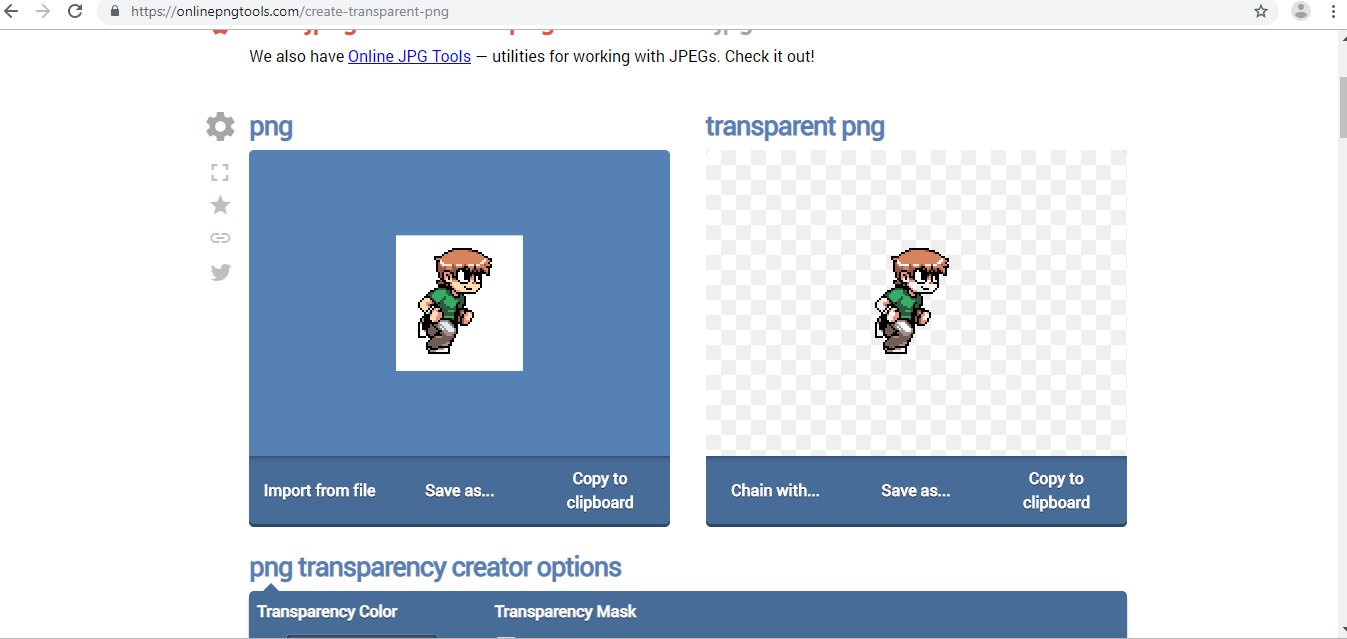 https://onlinepngtools.com/create-transparent-png
We also have Online JPG Tools — utilities for working with JPEGs. Check it out!
png
transparent png
Import from file
Save as...
Copy to
clipboard
Chain with...
Save as...
Copy to
clipboard
png transparency creator options
Transparency Color
Transparency Mask